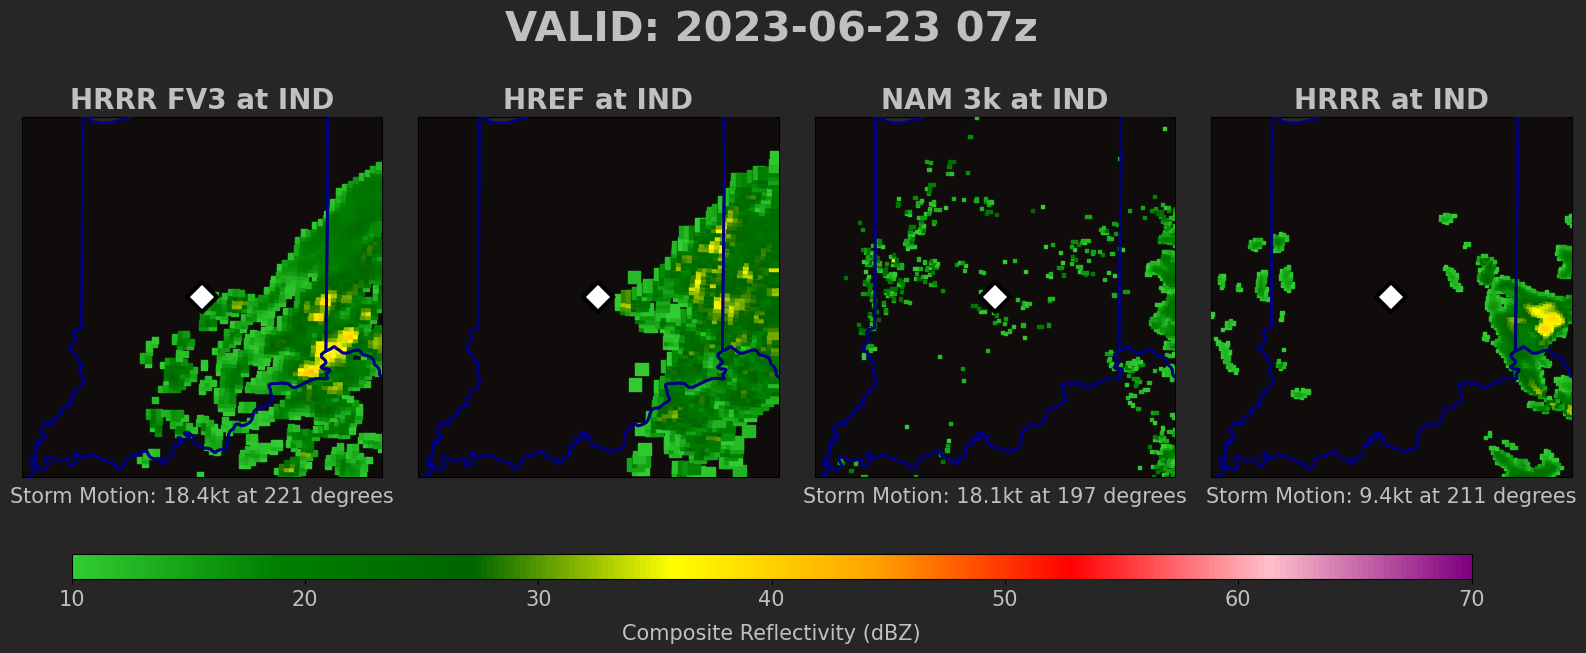 VALID: 2023-06-23 07z
HRRR FV3 at IND
HREF at IND
NAM 3k at IND
HRRR at IND
Storm Motion: 18.4kt at 221 degrees
Storm Motion: 18.1kt at 197 degrees
Storm Motion: 9.4kt at 211 degrees
10 20 30 40 50 60 70
Composite Reflectivity (dBZ)